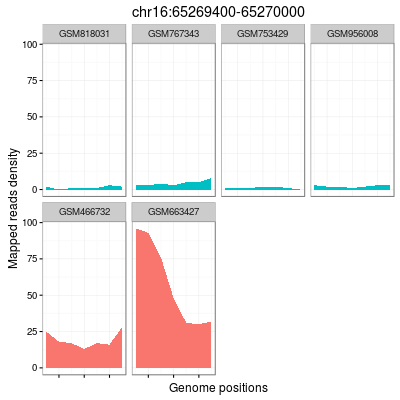 chr16:65269400-65270000
GSM818031 GSM767343 GSM753429 GSM956008
100
75
50
25
0
Mapped reads density
GSM466732 GSM663427
100
75
50
25
0
Genome positions